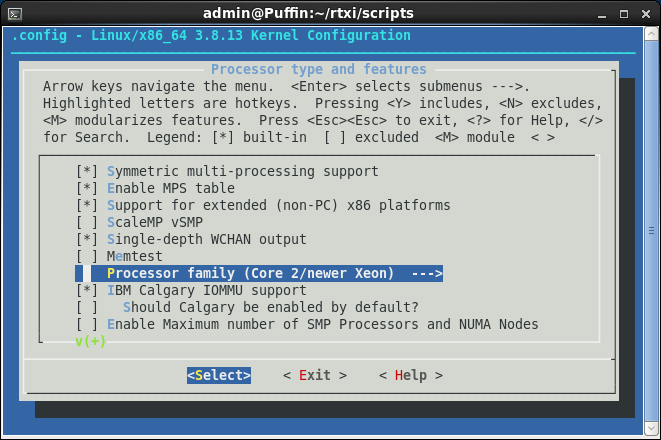 admin@Puffin:~/rtxi/scripts
.config - Linux/x86_64 3.8.13 Kernel Configuration
Processor type and features
Arrow keys navigate the menu.  <Enter> selects submenus --->.
Highlighted letters are hotkeys.  Pressing <Y> includes, <N> excludes,
<M> modularizes features.  Press <Esc><Esc> to exit, <?> for Help, </>
for Search.  Legend: [*] built-in  [ ] excluded  <M> module  < >
[*] Symmetric multi-processing support
[*] Enable MPS table
[*] Support for extended (non-PC) x86 platforms
[ ] ScaleMP vSMP
[*] Single-depth WCHAN output
[ ] Memtest
Processor family (Core 2/newer Xeon)  --->
[*] IBM Calgary IOMMU support
[ ]   Should Calgary be enabled by default?
[ ] Enable Maximum number of SMP Processors and NUMA Nodes
v(+)
<Select>    < Exit >    < Help >